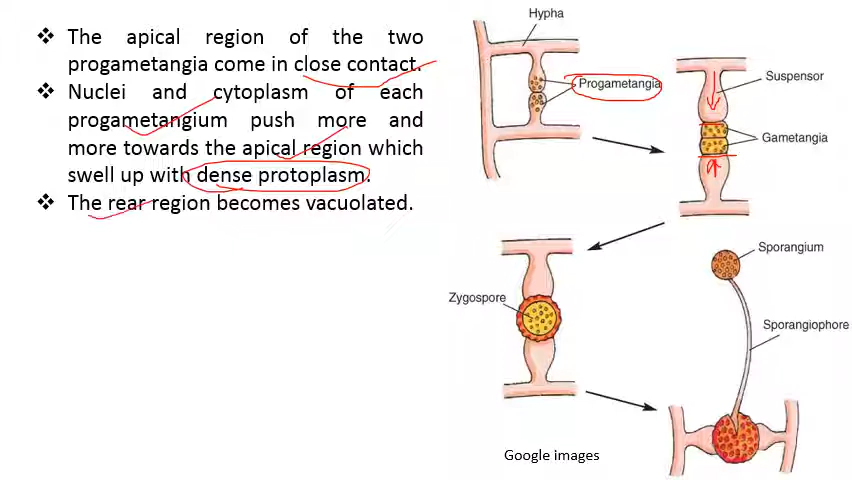 ❖ The apical region of the two
progametangia come in close contact.
❖ Nuclei and cytoplasm of each
progametangium push more and
more towards the apical region which
swell up with dense protoplasm.
❖ The rear region becomes vacuolated.
Hypha
Progametangia
Suspensor
Gametangia
Zygospore
Sporangium
Sporangiophore
Google images